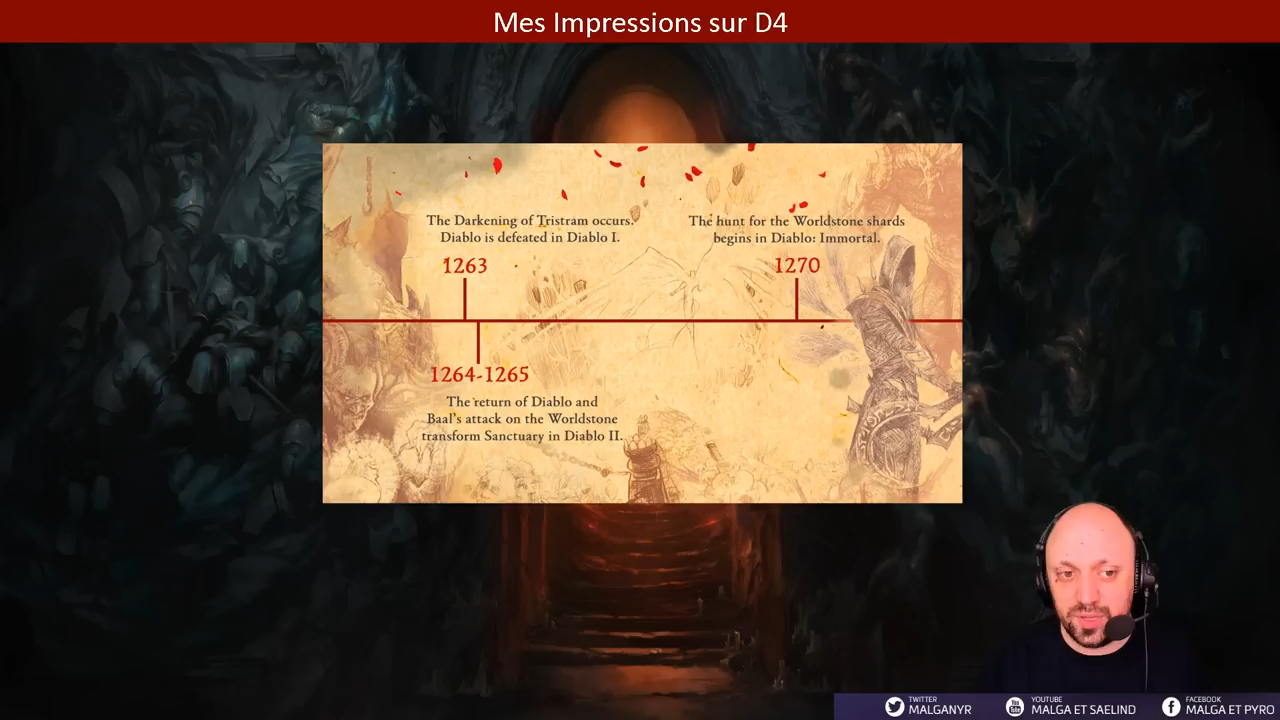 Mes Impressions sur D4
The Darkening of Tristram occurs.
Diablo is defeated in Diablo I.
1263
The hunt for the Worldstone shards
begins in Diablo: Immortal.
1270
1264-1265
The return of Diablo and
Baal's attack on the Worldstone
transform Sanctuary in Diablo II.
TWITTER
MALGANYR
YOUTUBE
MALGA ET SAELIND
FACEBOOK
MALGA ET PYRO